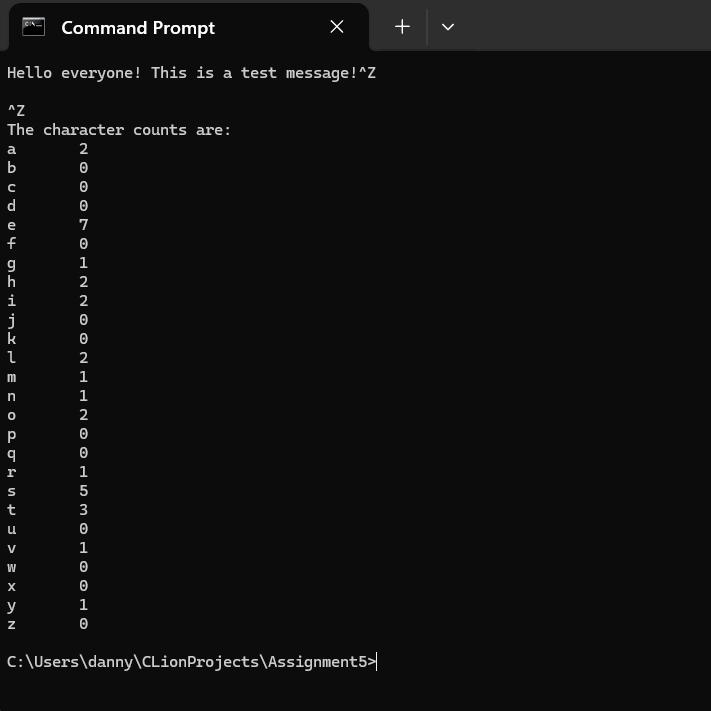 Command Prompt
Hello everyone! This is a test message!^Z
^Z
The character counts are:
a 2
b 0
c 0
d 0
e 7
f 0
g 1
h 2
i 2
j 0
k 0
l 2
m 1
n 1
o 2
p 0
q 0
r 1
s 5
t 3
u 0
v 1
w 0
x 0
y 1
z 0
C:\Users\danny\CLionProjects\Assignment5>